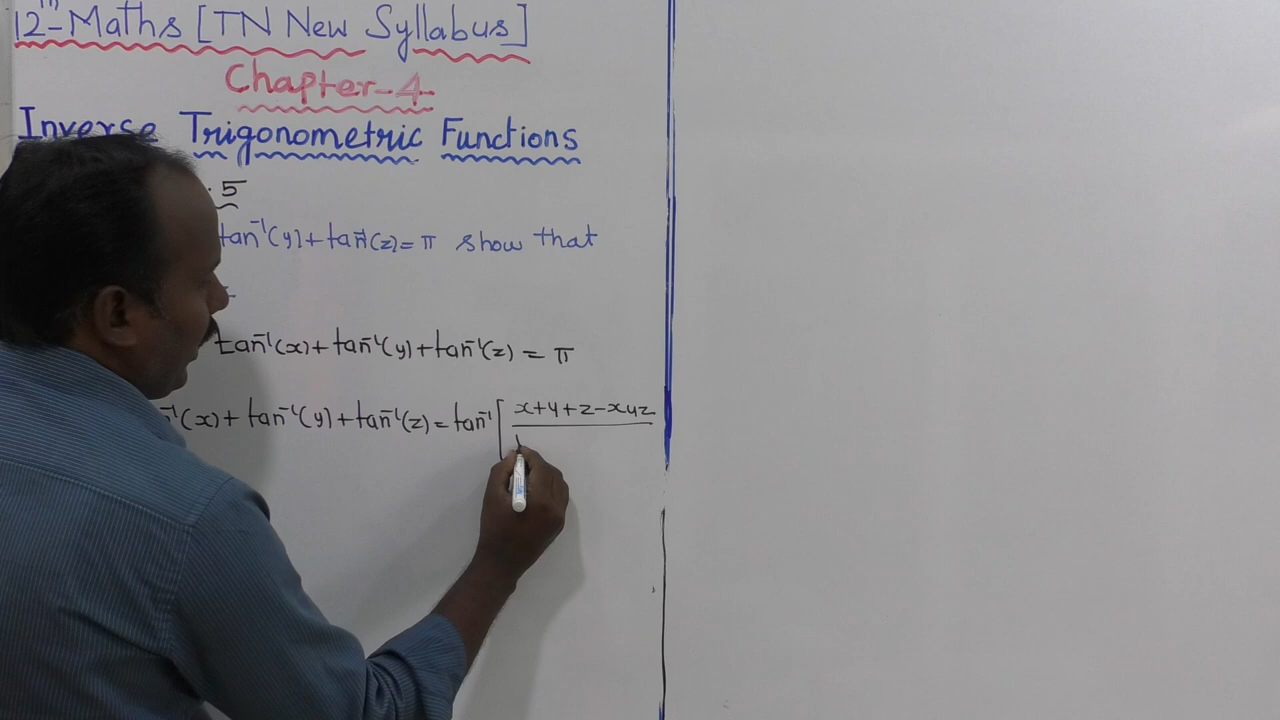 12th-Maths [TN New Syllabus]
Chapter-4
Inverse Trigonometric Functions
.5
tan⁻¹(y)+tan⁻¹(z)=π show that
tan⁻¹(x)+tan⁻¹(y)+tan⁻¹(z)=π
⁻¹(x)+tan⁻¹(y)+tan⁻¹(z)=tan⁻¹[x+y+z-xyz